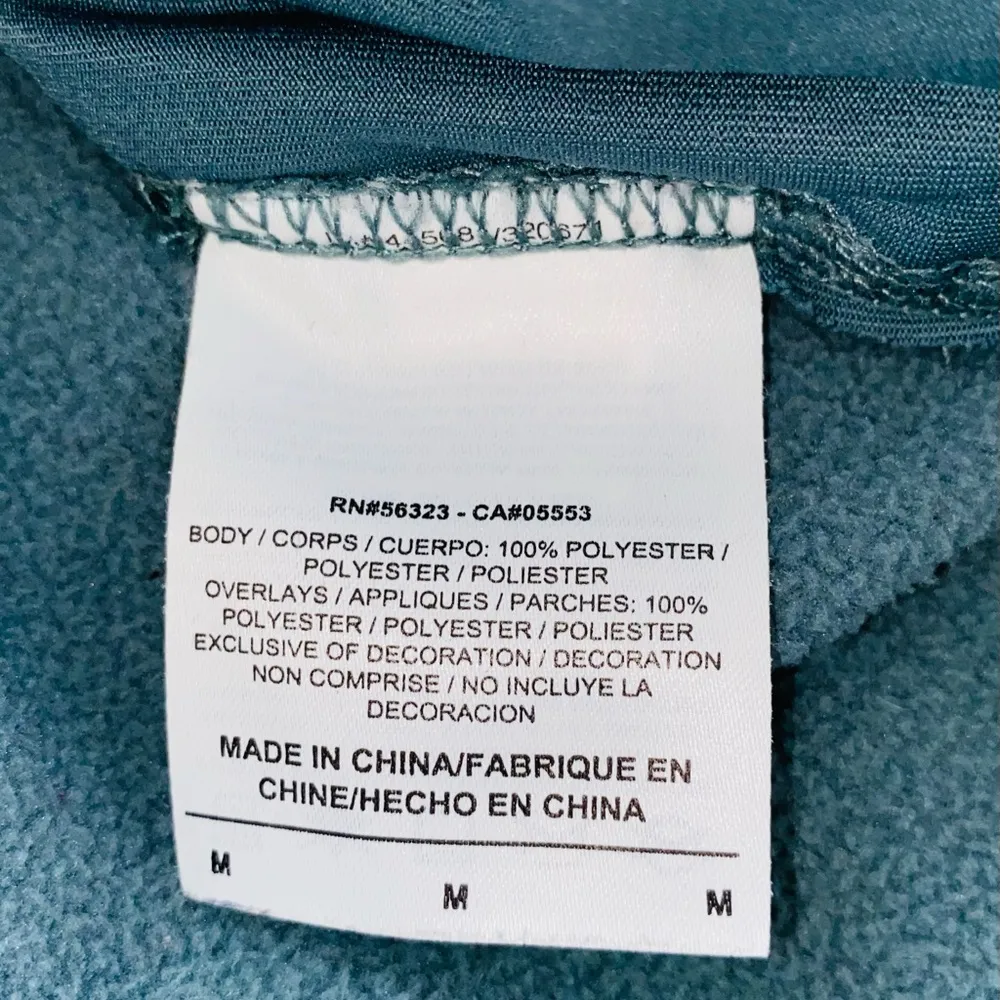 RN#56323 - CA#05553
BODY / CORPS / CUERPO: 100% POLYESTER /
POLYESTER / POLIESTER
OVERLAYS / APPLIQUES / PARCHES: 100%
POLYESTER / POLYESTER / POLIESTER
EXCLUSIVE OF DECORATION / DECORATION
NON COMPRISE / NO INCLUYE LA
DECORACION
MADE IN CHINA/FABRIQUE EN
CHINE/HECHO EN CHINA
M M M